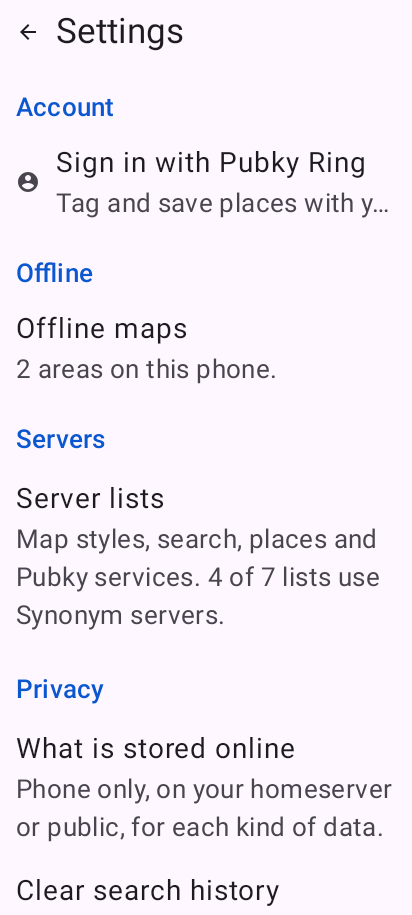 Settings
Account
Sign in with Pubky Ring
Tag and save places with y...
Offline
Offline maps
2 areas on this phone.
Servers
Server lists
Map styles, search, places and
Pubky services. 4 of 7 lists use
Synonym servers.
Privacy
What is stored online
Phone only, on your homeserver
or public, for each kind of data.
Clear search history